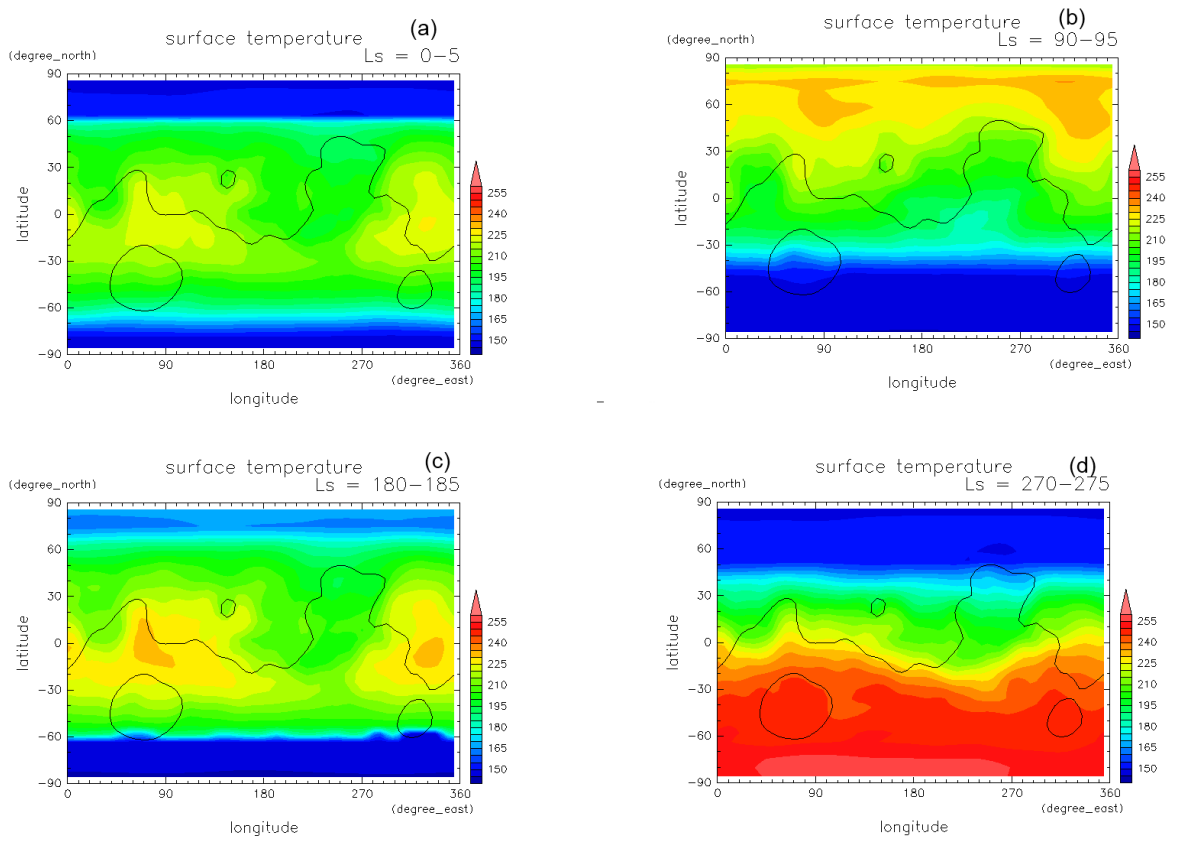 (a)
surface temperature
(degree_north)
Ls = 0-5
90
60
30
0
-30
-60
-90
latitude
0
90
180
270
360
(degree_east)
longitude
255
240
225
210
195
180
165
150
(b)
surface temperature
(degree_north)
Ls = 90-95
90
60
30
0
-30
-60
-90
latitude
0
90
180
270
360
(degree_east)
longitude
255
240
225
210
195
180
165
150
(c)
surface temperature
(degree_north)
Ls = 180-185
90
60
30
0
-30
-60
-90
latitude
0
90
180
270
360
(degree_east)
longitude
255
240
225
210
195
180
165
150
(d)
surface temperature
(degree_north)
Ls = 270-275
90
60
30
0
-30
-60
-90
latitude
0
90
180
270
360
(degree_east)
longitude
255
240
225
210
195
180
165
150